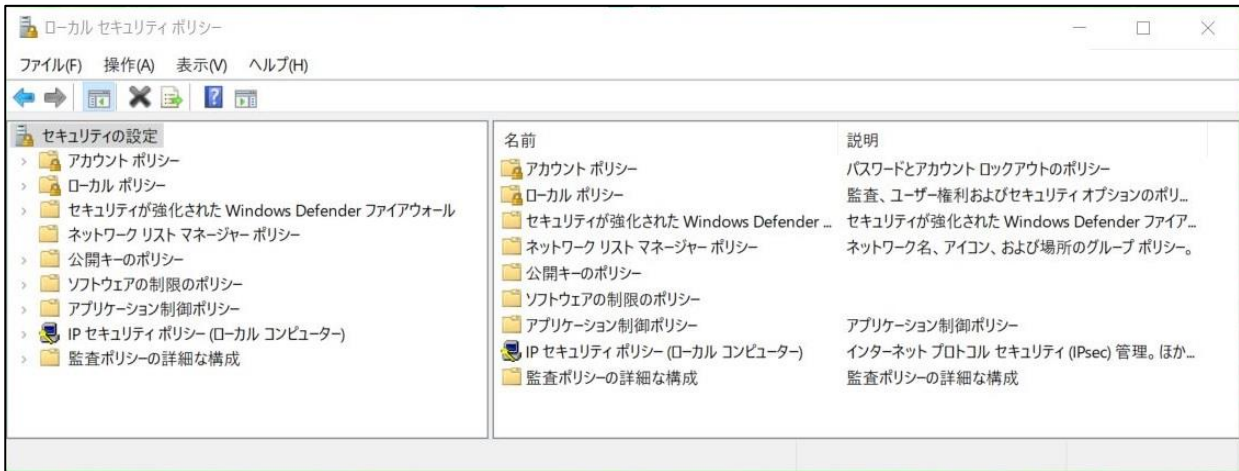 ローカル セキュリティ ポリシー
ファイル(F) 操作(A) 表示(V) ヘルプ(H)
セキュリティの設定
アカウント ポリシー
ローカル ポリシー
セキュリティが強化された Windows Defender ファイアウォール
ネットワーク リスト マネージャー ポリシー
公開キーのポリシー
ソフトウェアの制限のポリシー
アプリケーション制御ポリシー
IP セキュリティ ポリシー (ローカル コンピューター)
監査ポリシーの詳細な構成
名前 説明
アカウント ポリシー パスワードとアカウント ロックアウトのポリシー
ローカル ポリシー 監査、ユーザー権利およびセキュリティ オプションのポリ...
セキュリティが強化された Windows Defender ... セキュリティが強化された Windows Defender ファイア...
ネットワーク リスト マネージャー ポリシー ネットワーク名、アイコン、および場所のグループ ポリシー。
公開キーのポリシー
ソフトウェアの制限のポリシー
アプリケーション制御ポリシー アプリケーション制御ポリシー
IP セキュリティ ポリシー (ローカル コンピューター) インターネット プロトコル セキュリティ (IPsec) 管理。ほか...
監査ポリシーの詳細な構成 監査ポリシーの詳細な構成